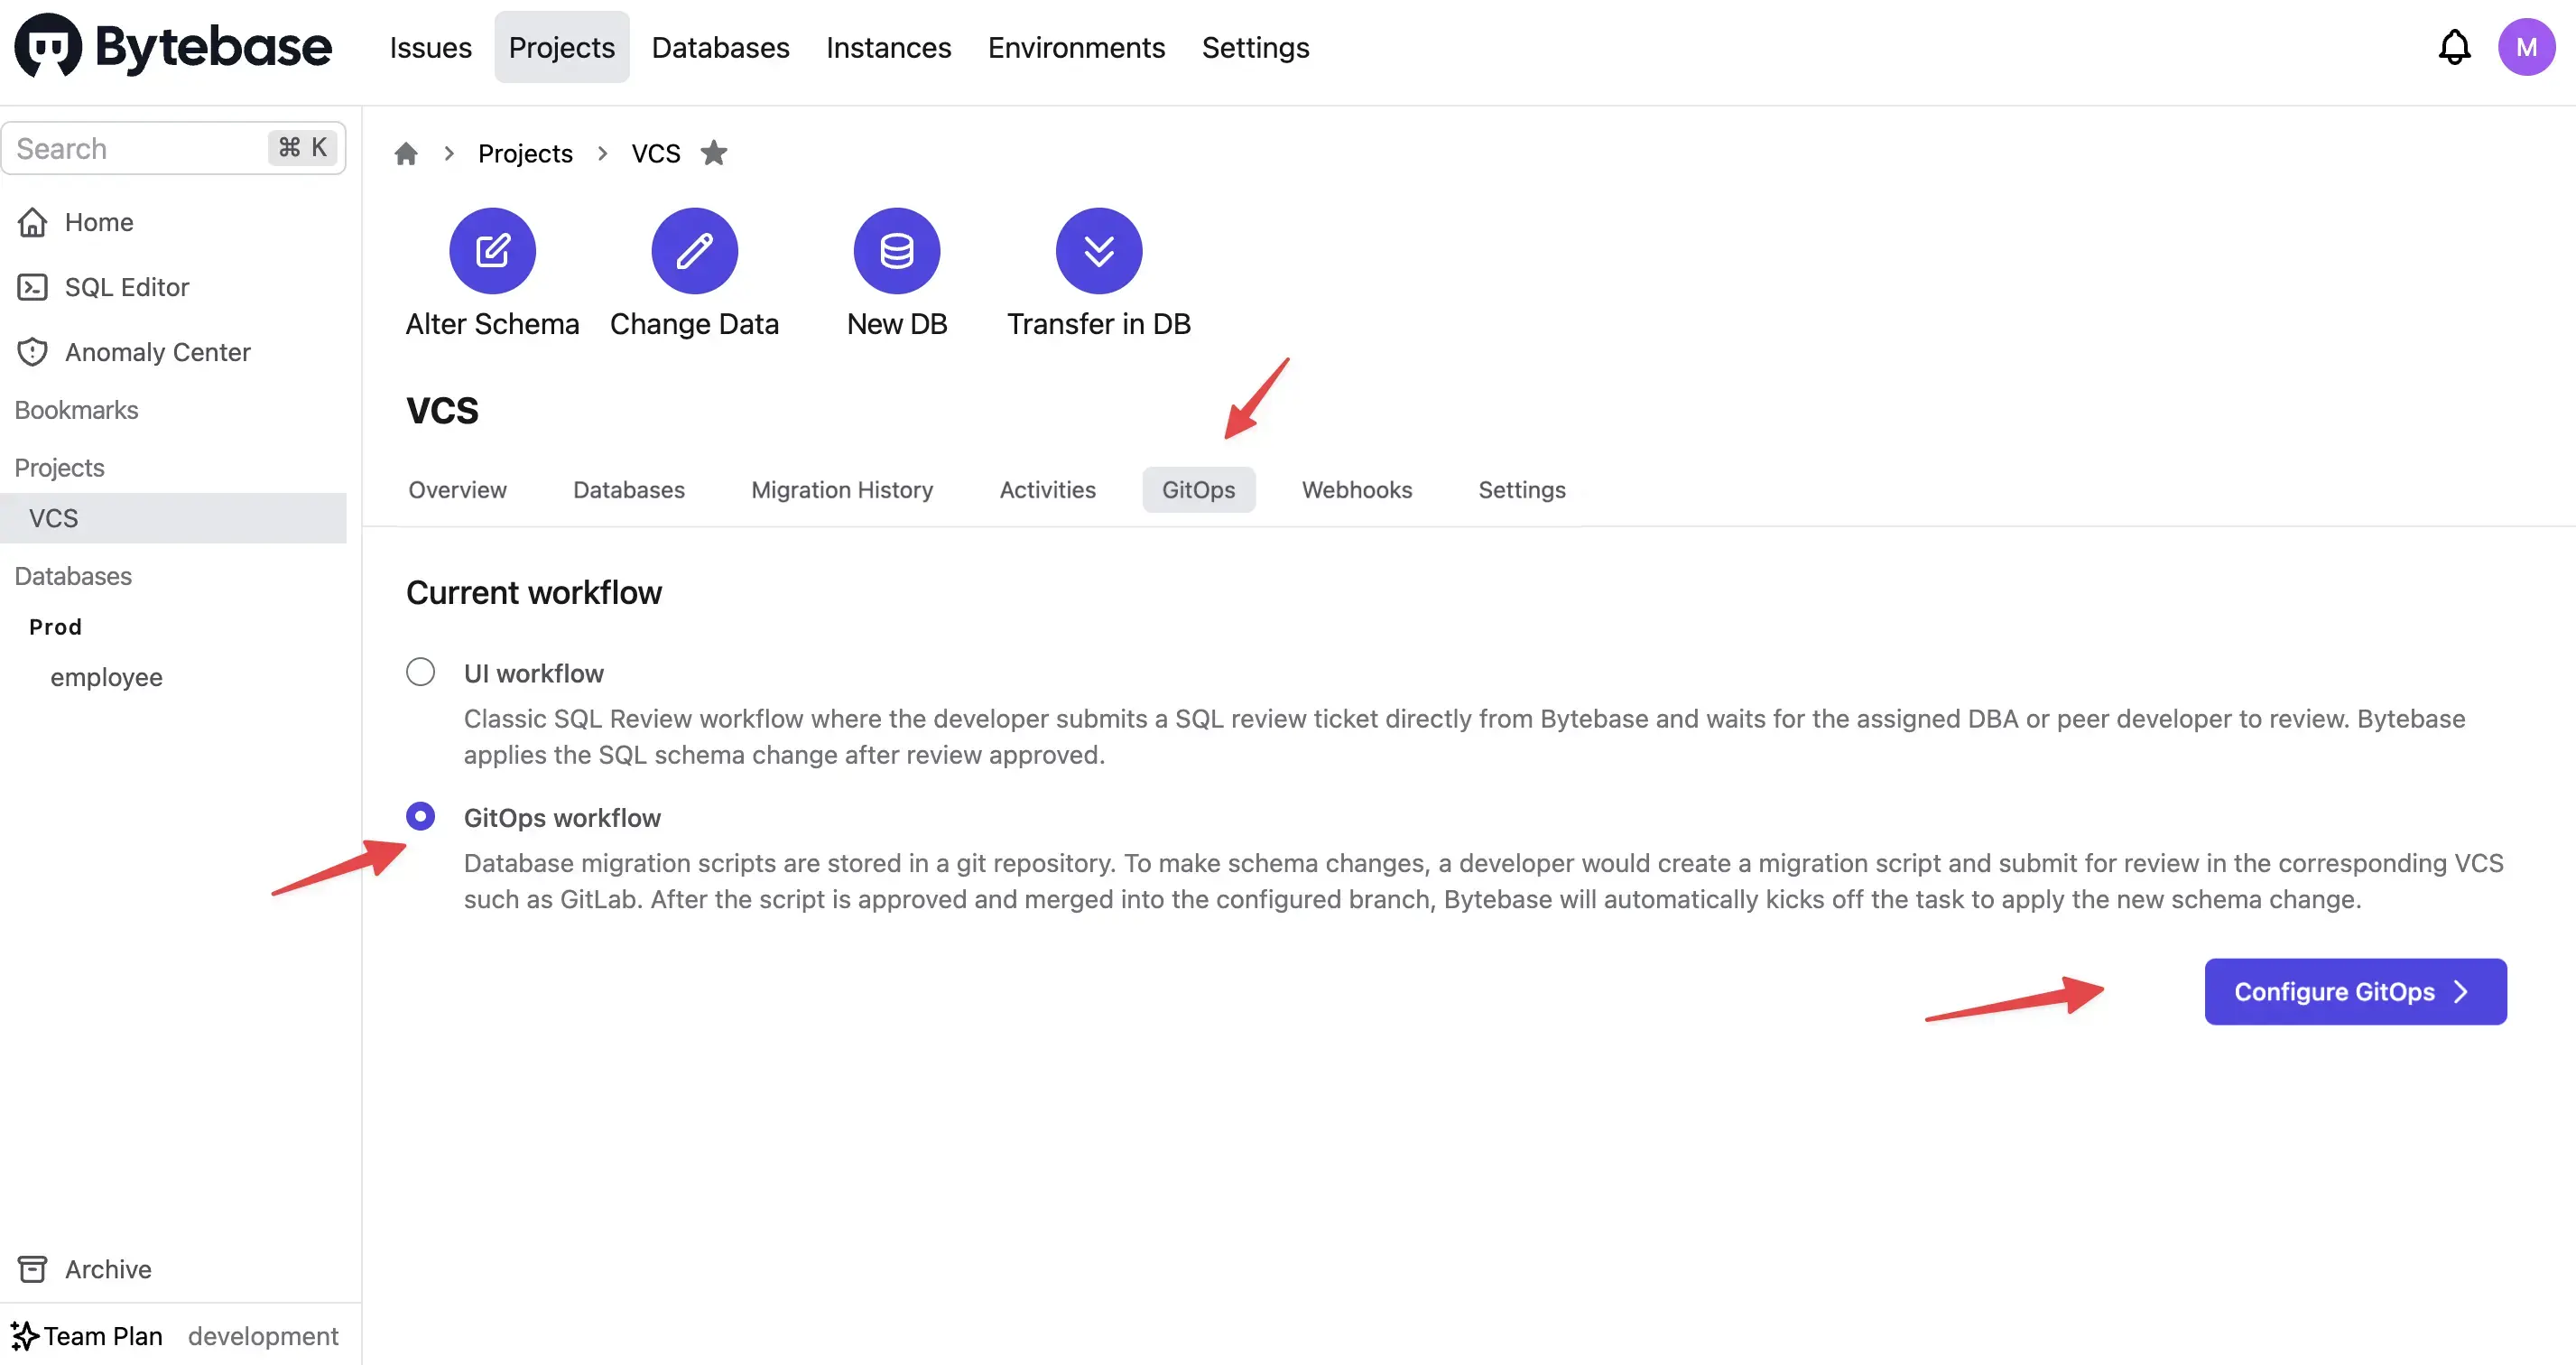 Bytebase
Issues Projects Databases Instances Environments Settings
M
Search ⌘ K
Home
SQL Editor
Anomaly Center
Bookmarks
Projects
VCS
Databases
Prod
employee
Archive
Team Plan development
Projects VCS
Alter Schema Change Data New DB Transfer in DB
VCS
Overview Databases Migration History Activities GitOps Webhooks Settings
Current workflow
UI workflow
Classic SQL Review workflow where the developer submits a SQL review ticket directly from Bytebase and waits for the assigned DBA or peer developer to review. Bytebase
applies the SQL schema change after review approved.
GitOps workflow
Database migration scripts are stored in a git repository. To make schema changes, a developer would create a migration script and submit for review in the corresponding VCS
such as GitLab. After the script is approved and merged into the configured branch, Bytebase will automatically kicks off the task to apply the new schema change.
Configure GitOps